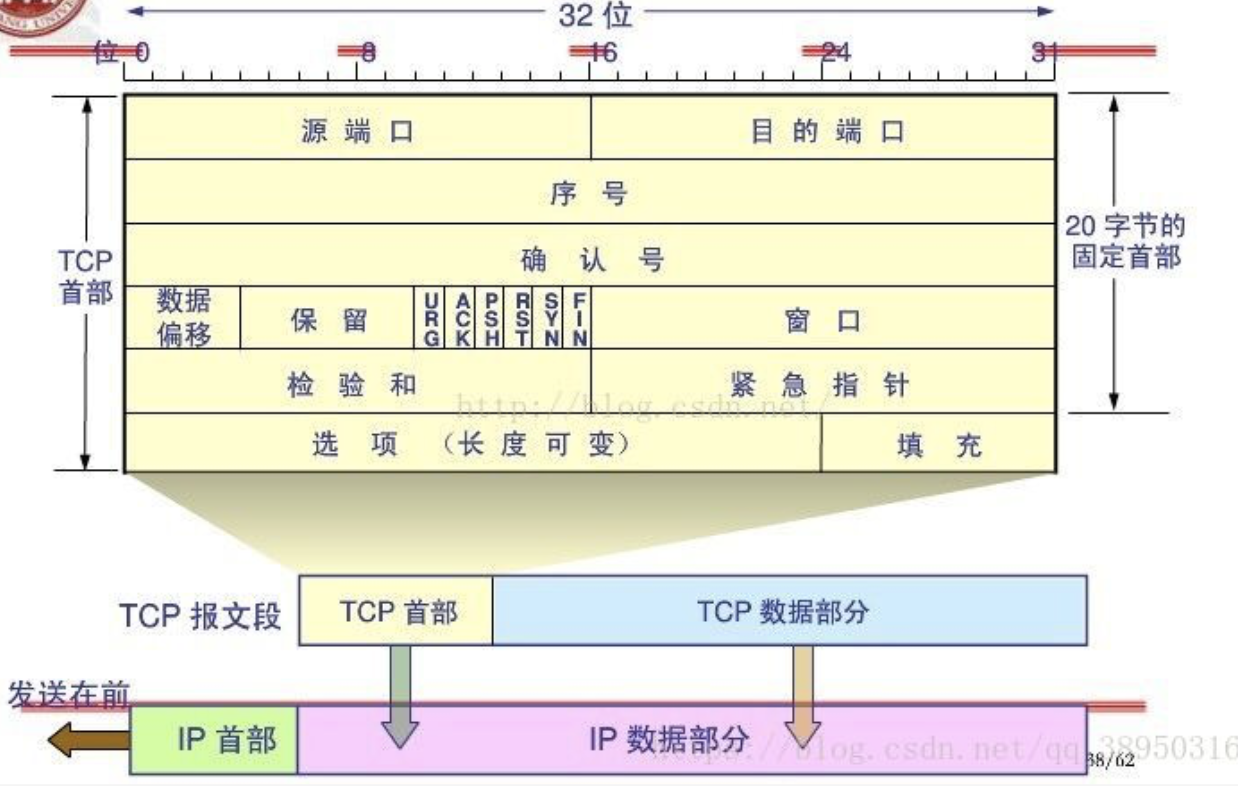 ANG UNIV
32 位
位 0 8 16 24 31
源 端 口
目 的 端 口
序 号
确 认 号
TCP
首部
20 字节的
固定首部
数据
偏移
保 留
URG
ACK
PSH
RST
SYN
FIN
窗 口
检 验 和
紧 急 指 针
http://blog.csdn.net/
选 项 （长 度 可 变）
填 充
TCP 报文段
TCP 首部
TCP 数据部分
发送在前
IP 首部
IP 数据部分
https://blog.csdn.net/qq_38950316
38/62